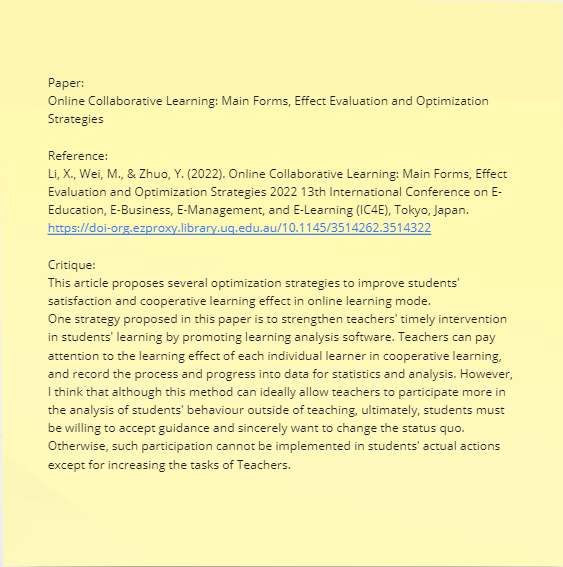 Paper:
Online Collaborative Learning: Main Forms, Effect Evaluation and Optimization
Strategies
Reference:
Li, X., Wei, M., & Zhuo, Y. (2022). Online Collaborative Learning: Main Forms, Effect
Evaluation and Optimization Strategies 2022 13th International Conference on E-
Education, E-Business, E-Management, and E-Learning (IC4E), Tokyo, Japan.
https://doi-org.ezproxy.library.uq.edu.au/10.1145/3514262.3514322
Critique:
This article proposes several optimization strategies to improve students'
satisfaction and cooperative learning effect in online learning mode.
One strategy proposed in this paper is to strengthen teachers' timely intervention
in students' learning by promoting learning analysis software. Teachers can pay
attention to the learning effect of each individual learner in cooperative learning,
and record the process and progress into data for statistics and analysis. However,
I think that although this method can ideally allow teachers to participate more in
the analysis of students' behaviour outside of teaching, ultimately, students must
be willing to accept guidance and sincerely want to change the status quo.
Otherwise, such participation cannot be implemented in students' actual actions
except for increasing the tasks of Teachers.